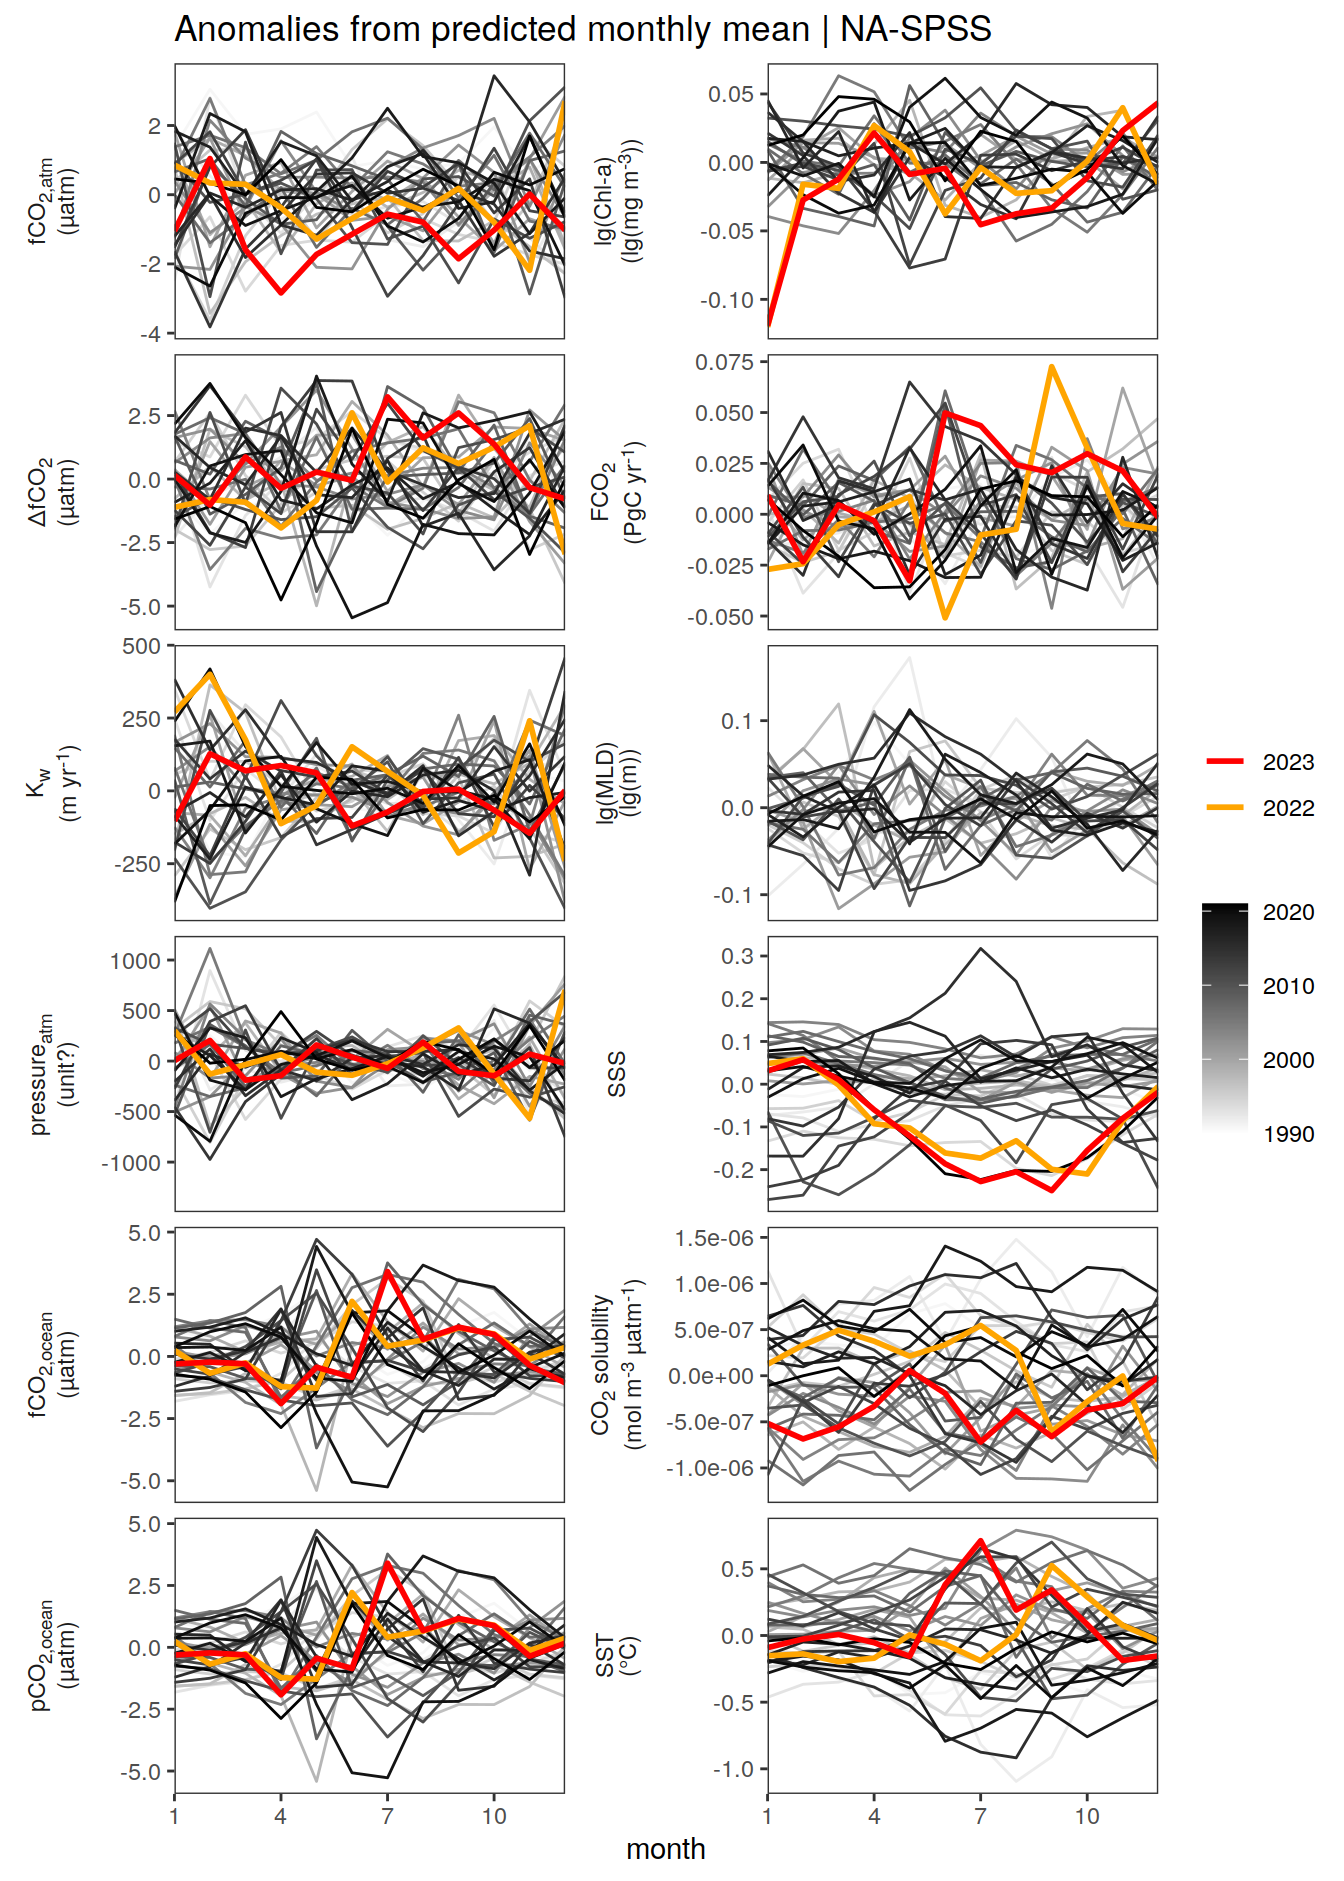 Anomalies from predicted monthly mean | NA-SPSS
fCO2,atm
(µatm)
2
0
-2
-4
lg(Chl-a)
(lg(mg m-3))
0.05
0.00
-0.05
-0.10
ΔfCO2
(µatm)
2.5
0.0
-2.5
-5.0
FCO2
(PgC yr-1)
0.075
0.050
0.025
0.000
-0.025
-0.050
Kw
(m yr-1)
500
250
0
-250
lg(MLD)
(lg(m))
0.1
0.0
-0.1
pressureatm
(unit?)
1000
500
0
-500
-1000
SSS
0.3
0.2
0.1
0.0
-0.1
-0.2
fCO2,ocean
(µatm)
5.0
2.5
0.0
-2.5
-5.0
CO2 solubility
(mol m-3 µatm-1)
1.5e-06
1.0e-06
5.0e-07
0.0e+00
-5.0e-07
-1.0e-06
pCO2,ocean
(µatm)
5.0
2.5
0.0
-2.5
-5.0
SST
(°C)
0.5
0.0
-0.5
-1.0
1 4 7 10
1 4 7 10
month
2023
2022
2020
2010
2000
1990